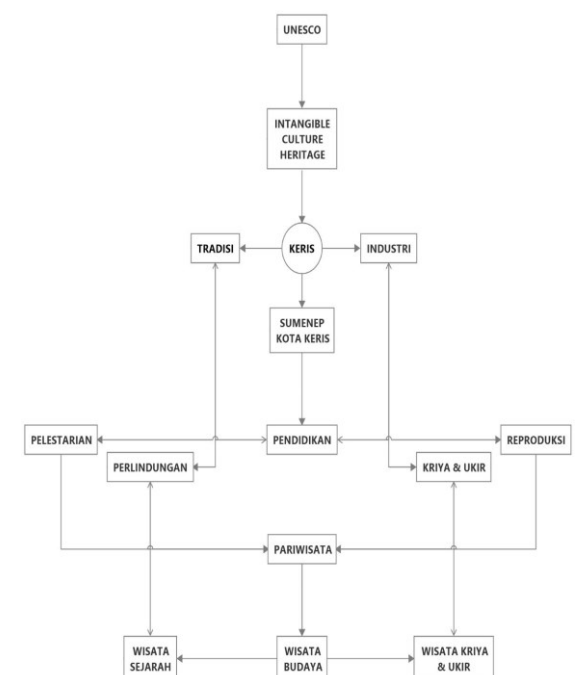 UNESCO
INTANGIBLE
CULTURE
HERITAGE
TRADISI
KERIS
INDUSTRI
SUMENEP
KOTA KERIS
PELESTARIAN
PENDIDIKAN
REPRODUKSI
PERLINDUNGAN
KRIYA & UKIR
PARIWISATA
WISATA
SEJARAH
WISATA
BUDAYA
WISATA KRIYA
& UKIR